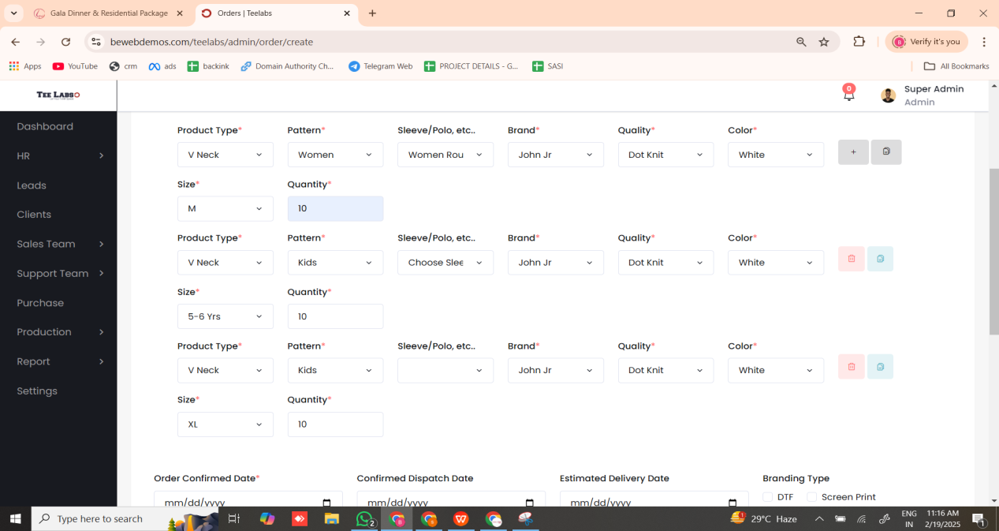 Gala Dinner & Residential Package
Orders | Teelabs
bewebdemos.com/teelabs/admin/order/create
B
Verify it's you
Apps
YouTube
crm
ads
backink
Domain Authority Ch...
Telegram Web
PROJECT DETAILS - G...
SASI
All Bookmarks
TEE LABS
0
Super Admin
Admin
Dashboard
HR
Leads
Clients
Sales Team
Support Team
Purchase
Production
Report
Settings
Product Type* Pattern* Sleeve/Polo, etc.. Brand* Quality* Color*
V Neck Women Women Rou John Jr Dot Knit White
+
Size* Quantity*
M 10
Product Type* Pattern* Sleeve/Polo, etc.. Brand* Quality* Color*
V Neck Kids Choose Slee John Jr Dot Knit White
Size* Quantity*
5-6 Yrs 10
Product Type* Pattern* Sleeve/Polo, etc.. Brand* Quality* Color*
V Neck Kids John Jr Dot Knit White
Size* Quantity*
XL 10
Order Confirmed Date* Confirmed Dispatch Date Estimated Delivery Date Branding Type
mm/dd/yyyy mm/dd/yyyy mm/dd/yyyy DTF Screen Print
Type here to search
2
1
29°C Haze
ENG
IN
11:16 AM
2/19/2025
1